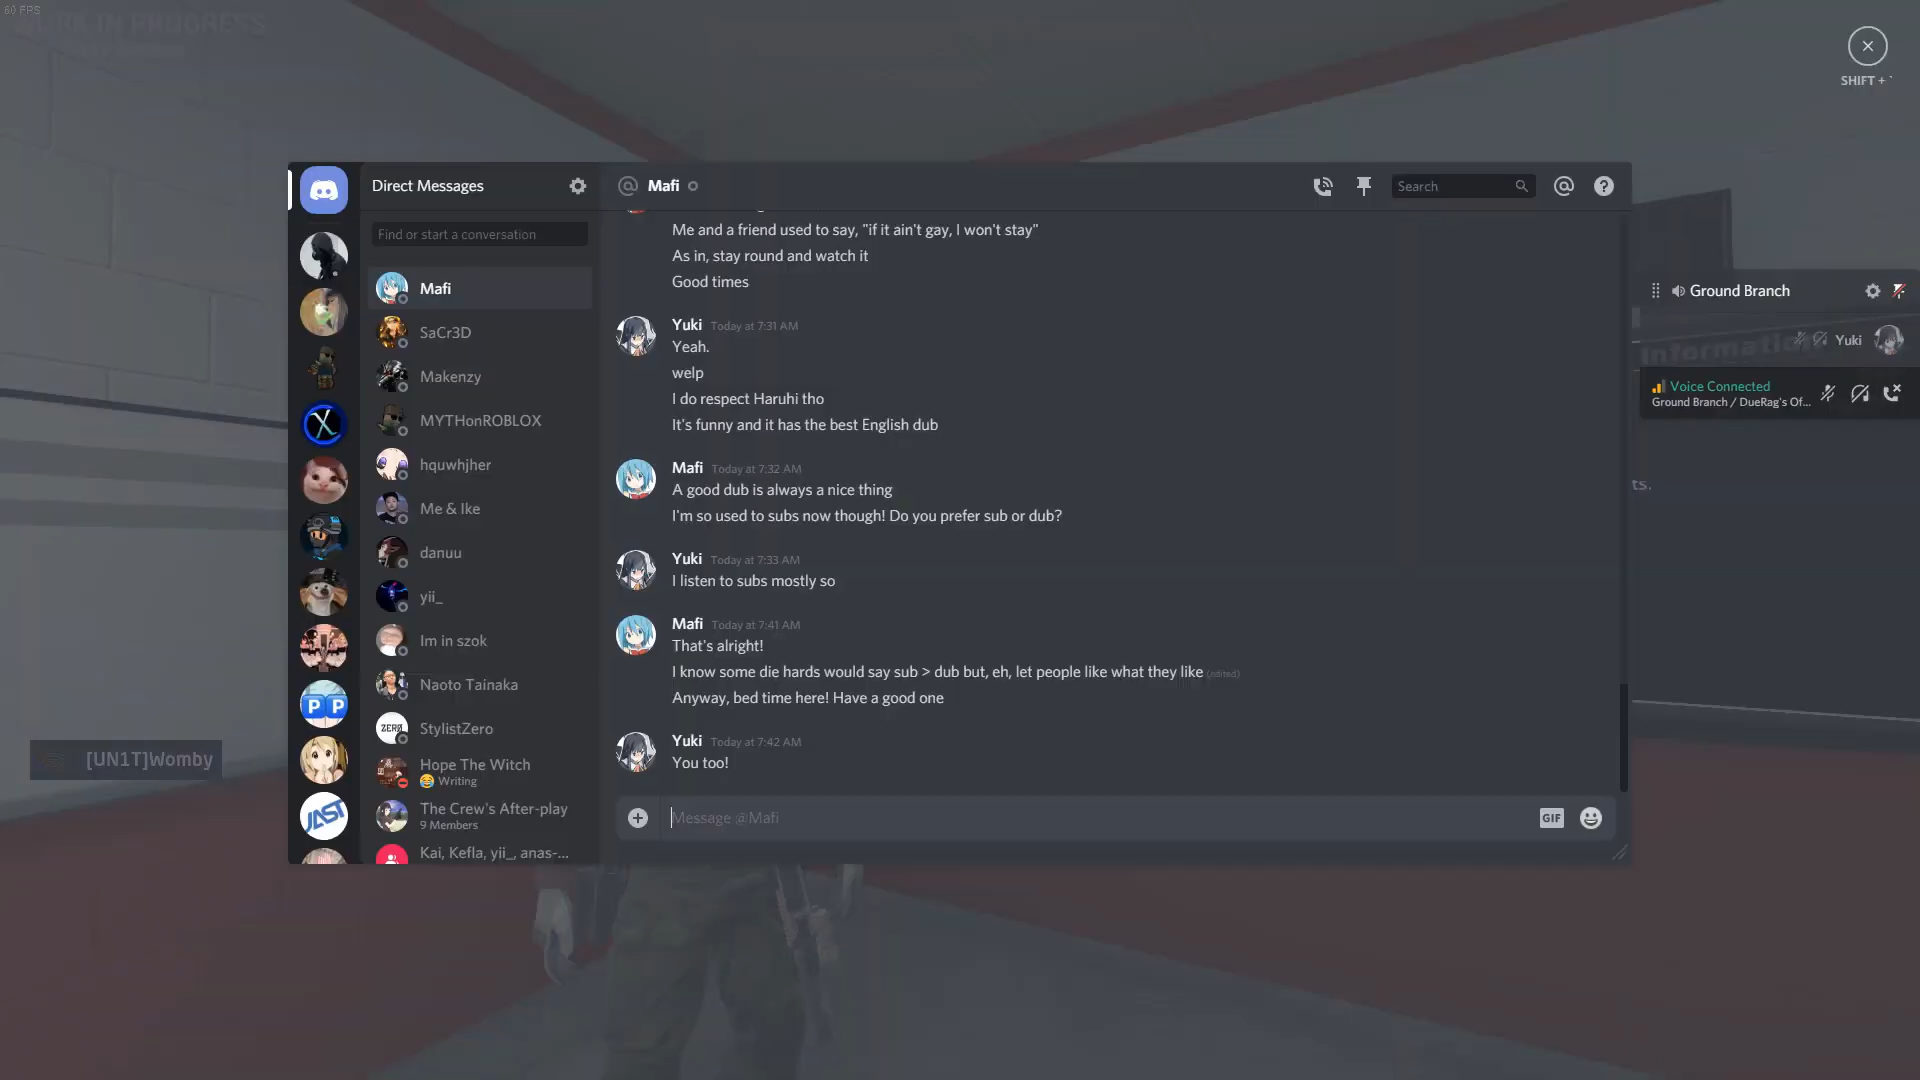 60 FPS
WORK IN PROGRESS
SHIFT + `
Direct Messages
Find or start a conversation
Mafi
SaCr3D
Makenzy
MYTHonROBLOX
hquwhjher
Me & Ike
danuu
yii_
Im in szok
Naoto Tainaka
StylistZero
Hope The Witch
😂 Writing
The Crew's After-play
9 Members
Kai, Kefla, yii_, anas-...
X
PP
JAST
ZERØ
Mafi
Search
Me and a friend used to say, "if it ain't gay, I won't stay"
As in, stay round and watch it
Good times
Yuki Today at 7:31 AM
Yeah.
welp
I do respect Haruhi tho
It's funny and it has the best English dub
Mafi Today at 7:32 AM
A good dub is always a nice thing
I'm so used to subs now though! Do you prefer sub or dub?
Yuki Today at 7:33 AM
I listen to subs mostly so
Mafi Today at 7:41 AM
That's alright!
I know some die hards would say sub > dub but, eh, let people like what they like (edited)
Anyway, bed time here! Have a good one
Yuki Today at 7:42 AM
You too!
Message @Mafi
GIF
Ground Branch
Yuki
Information
Voice Connected
Ground Branch / DueRag's Of...
ts.
[UN1T]Womby